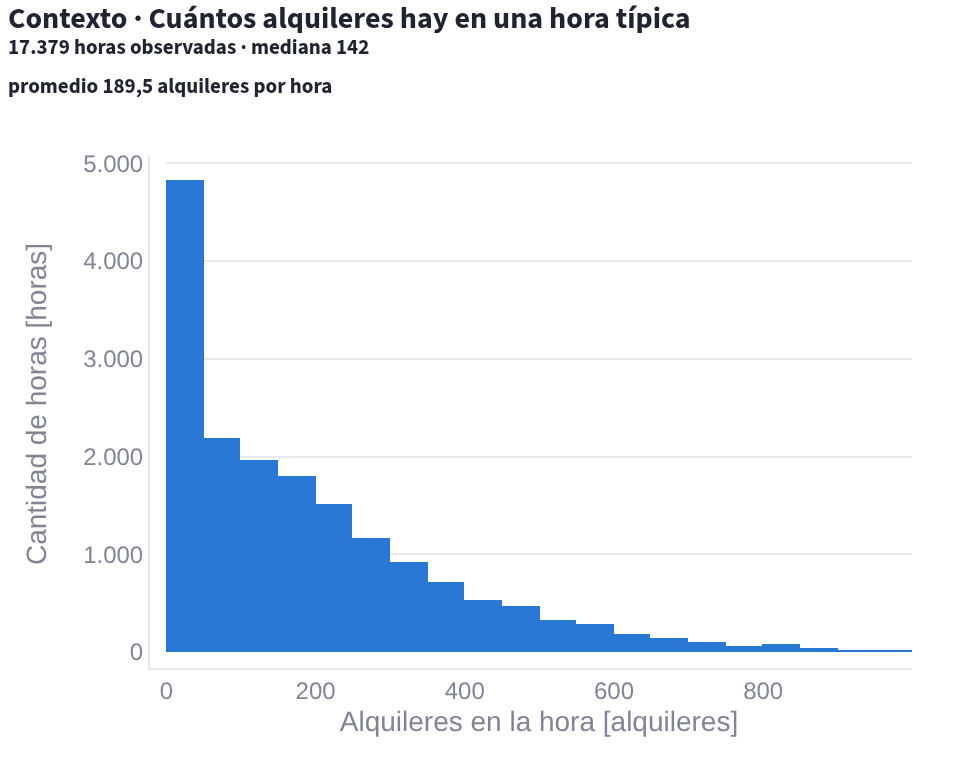 Contexto · Cuántos alquileres hay en una hora típica
17.379 horas observadas · mediana 142
promedio 189,5 alquileres por hora
Cantidad de horas [horas]
5.000
4.000
3.000
2.000
1.000
0
0 200 400 600 800
Alquileres en la hora [alquileres]